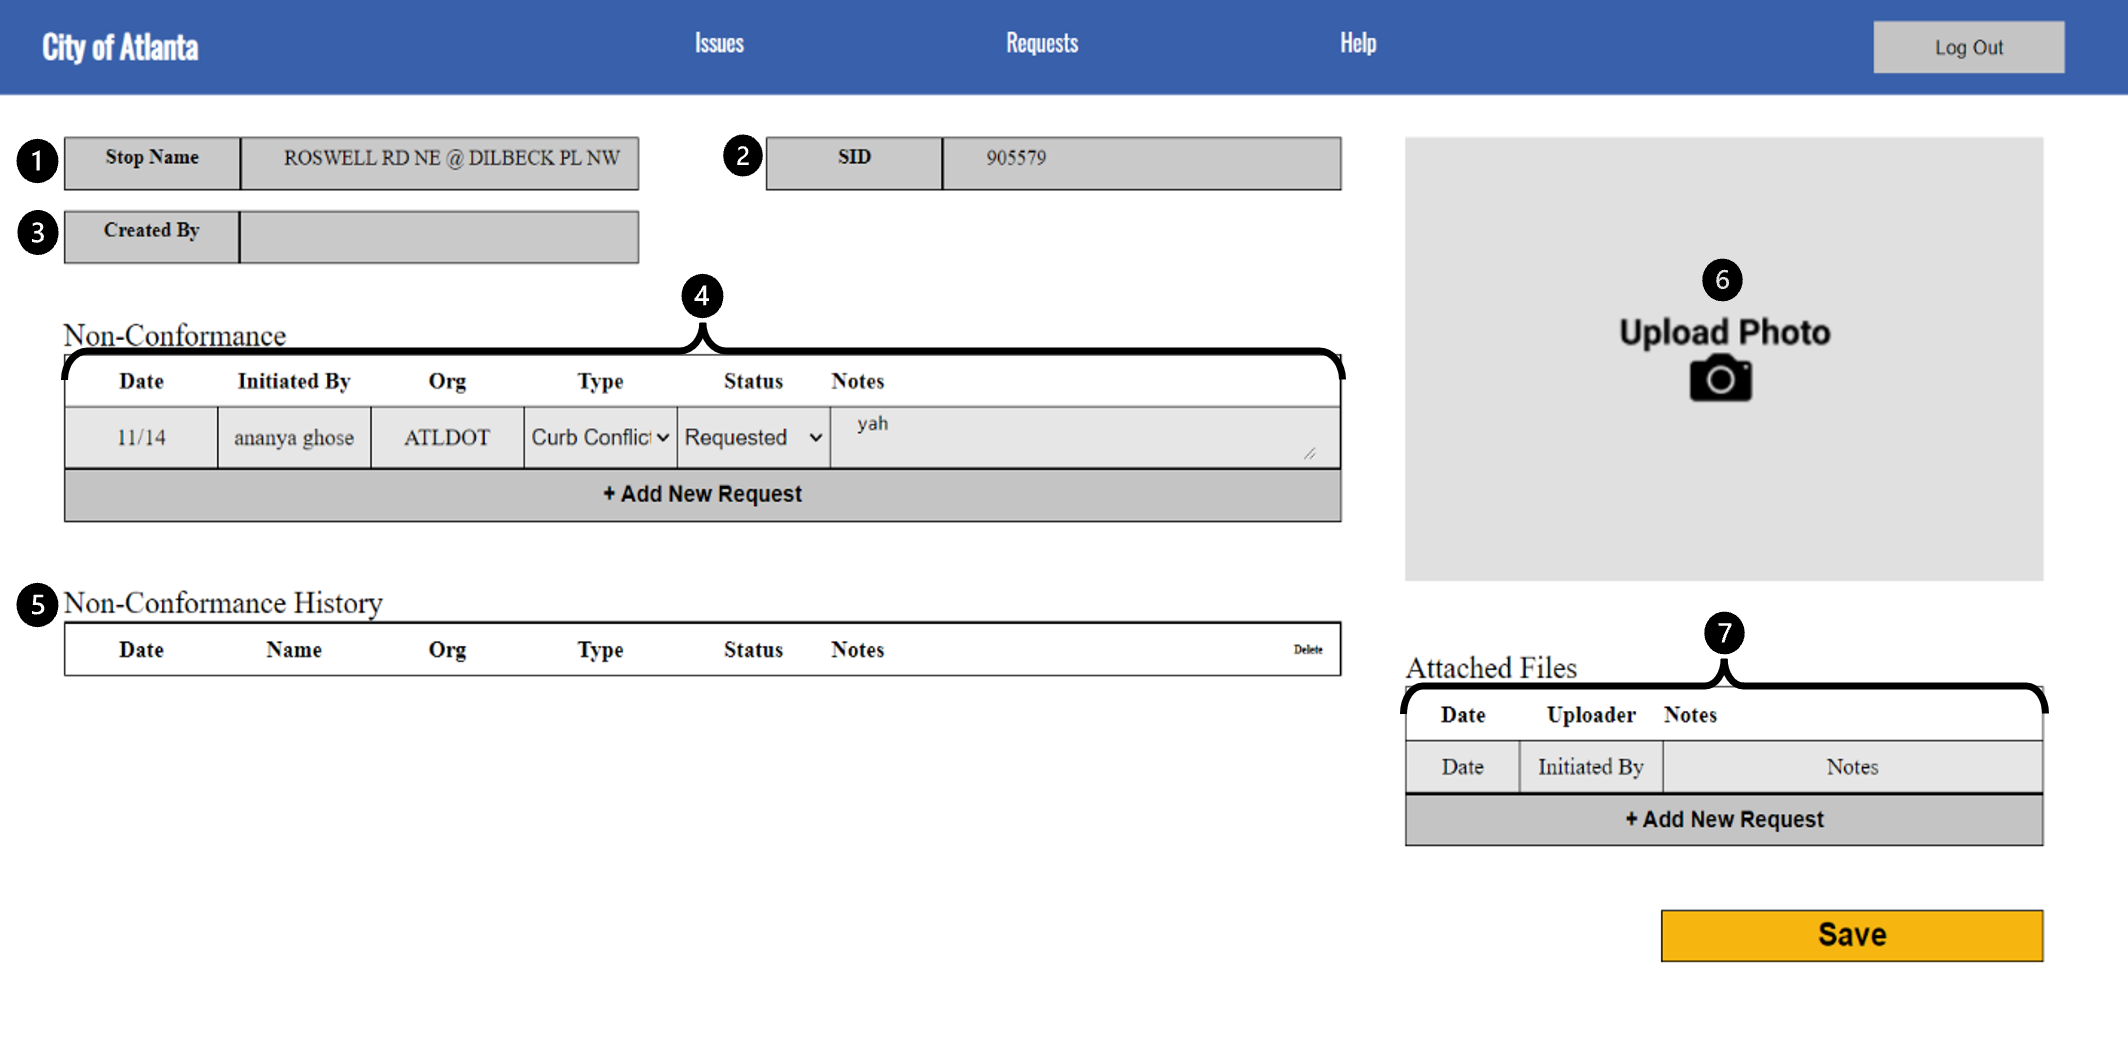 City of Atlanta Issues Requests Help Log Out
1 Stop Name ROSWELL RD NE @ DILBECK PL NW
2 SID 905579
3 Created By
4
Non-Conformance
Date Initiated By Org Type Status Notes
11/14 ananya ghose ATLDOT Curb Conflic Requested yah
+ Add New Request
5 Non-Conformance History
Date Name Org Type Status Notes Delete
6
Upload Photo
7
Attached Files
Date Uploader Notes
Date Initiated By Notes
+ Add New Request
Save